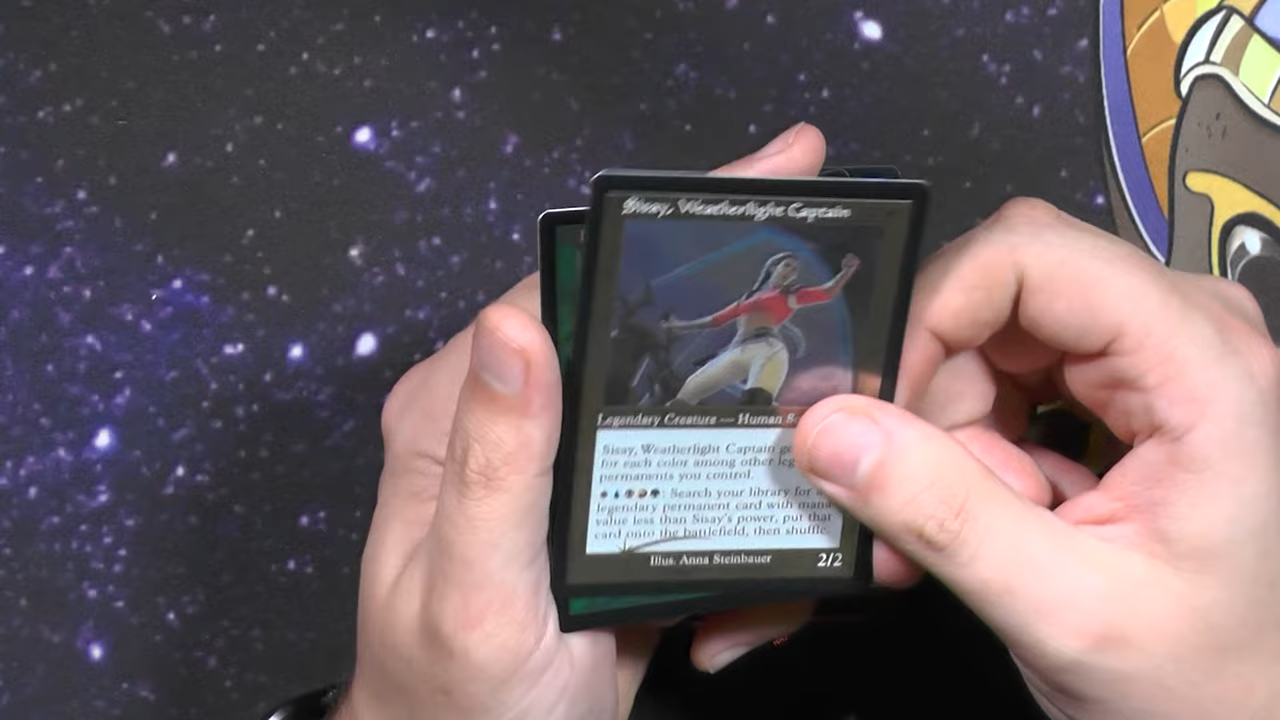 Sisay, Weatherlight Captain
Legendary Creature — Human
Sisay, Weatherlight Captain
for each color among other
permanents you control.
: Search your library for
legendary permanent card with mana
value less than Sisay's power, put that
card onto the battlefield, then shuffle.
Illus. Anna Steinbauer
2/2